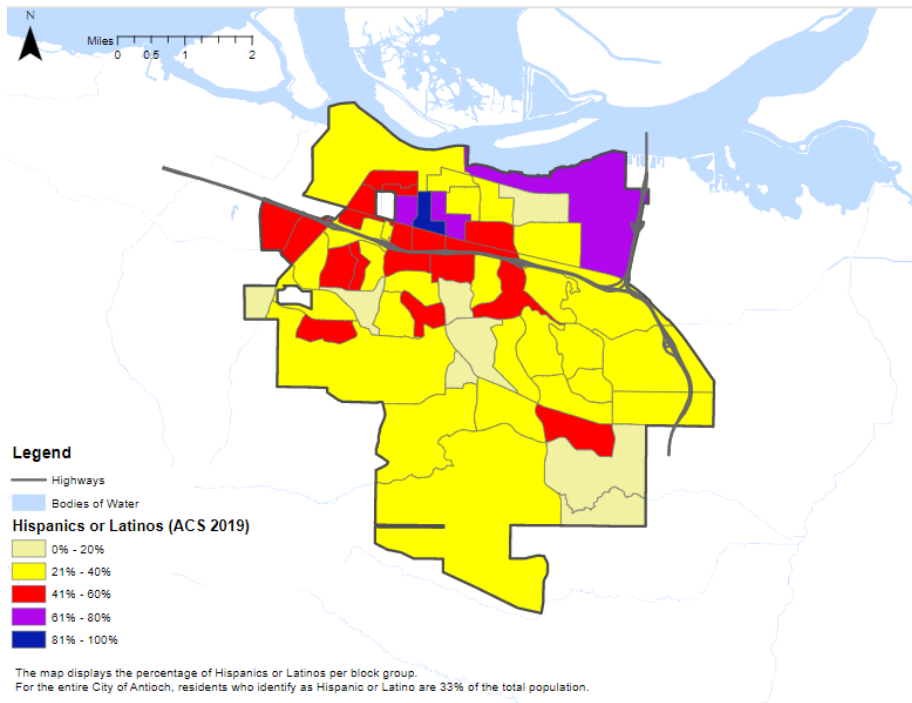 N
Miles
0 0.5 1 2
Legend
Highways
Bodies of Water
Hispanics or Latinos (ACS 2019)
0% - 20%
21% - 40%
41% - 60%
61% - 80%
81% - 100%
The map displays the percentage of Hispanics or Latinos per block group.
For the entire City of Antioch, residents who identify as Hispanic or Latino are 33% of the total population.